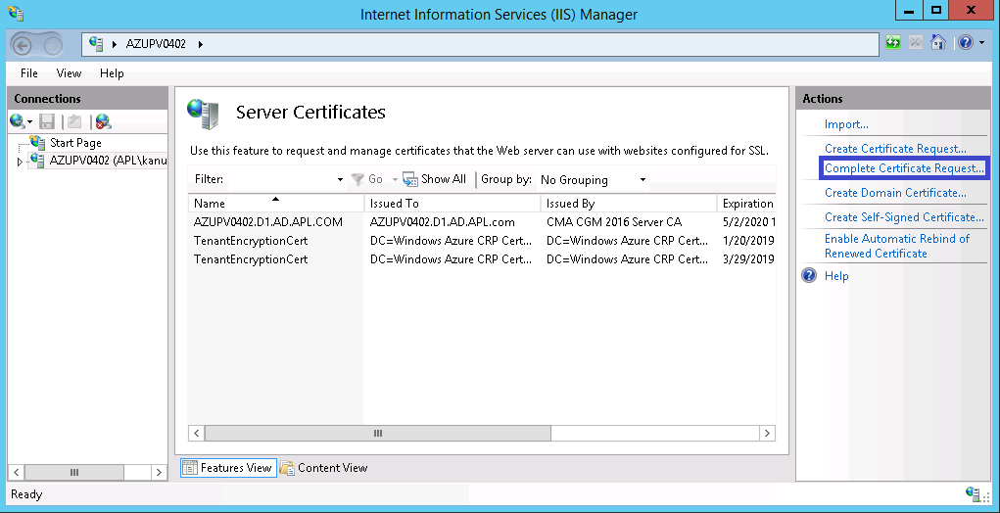 Internet Information Services (IIS) Manager
AZUPV0402
File View Help
Connections
Start Page
AZUPV0402 (APL\kanu
Server Certificates
Use this feature to request and manage certificates that the Web server can use with websites configured for SSL.
Filter: Go Show All Group by: No Grouping
Name Issued To Issued By Expiration
AZUPV0402.D1.AD.APL.COM AZUPV0402.D1.AD.APL.com CMA CGM 2016 Server CA 5/2/2020 1
TenantEncryptionCert DC=Windows Azure CRP Cert... DC=Windows Azure CRP Cert... 1/20/2019
TenantEncryptionCert DC=Windows Azure CRP Cert... DC=Windows Azure CRP Cert... 3/29/2019
Features View Content View
Actions
Import...
Create Certificate Request...
Complete Certificate Request...
Create Domain Certificate...
Create Self-Signed Certificate...
Enable Automatic Rebind of
Renewed Certificate
Help
Ready